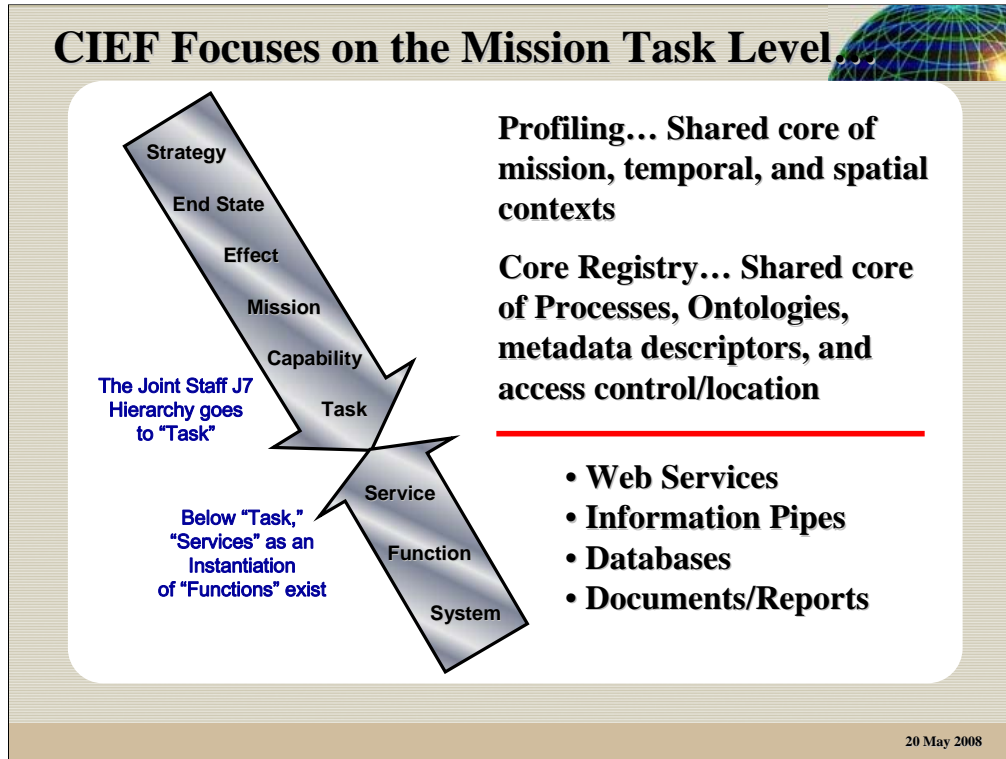 CIEF Focuses on the Mission Task Level…
Strategy
End State
Effect
Mission
Capability
Task
The Joint Staff J7
Hierarchy goes
to “Task”
Service
Function
System
Below “Task,”
“Services” as an
Instantiation
of “Functions” exist
Profiling… Shared core of
mission, temporal, and spatial
contexts
Core Registry… Shared core
of Processes, Ontologies,
metadata descriptors, and
access control/location
• Web Services
• Information Pipes
• Databases
• Documents/Reports
20 May 2008